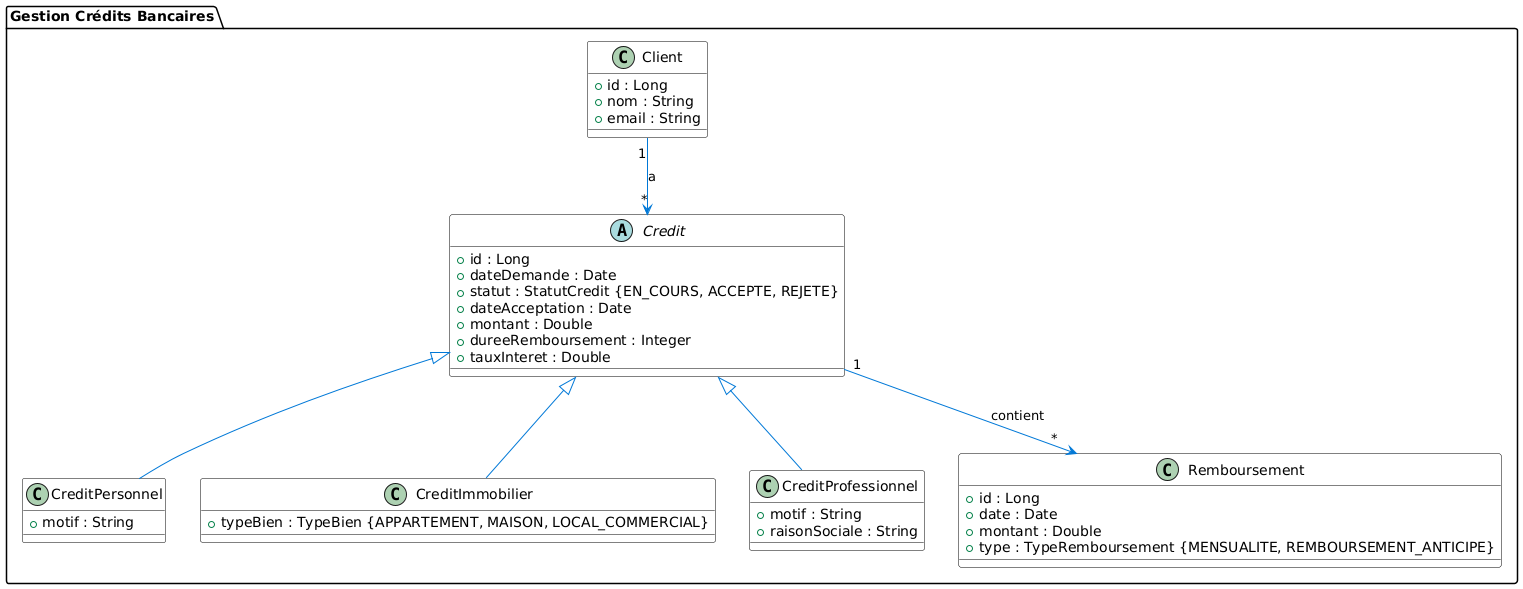 Gestion Crédits Bancaires
C Client
id : Long
nom : String
email : String
1
a
*
A Credit
id : Long
dateDemande : Date
statut : StatutCredit {EN_COURS, ACCEPTE, REJETE}
dateAcceptation : Date
montant : Double
dureeRemboursement : Integer
tauxInteret : Double
1
contient
*
C CreditPersonnel
motif : String
C CreditImmobilier
typeBien : TypeBien {APPARTEMENT, MAISON, LOCAL_COMMERCIAL}
C CreditProfessionnel
motif : String
raisonSociale : String
C Remboursement
id : Long
date : Date
montant : Double
type : TypeRemboursement {MENSUALITE, REMBOURSEMENT_ANTICIPE}